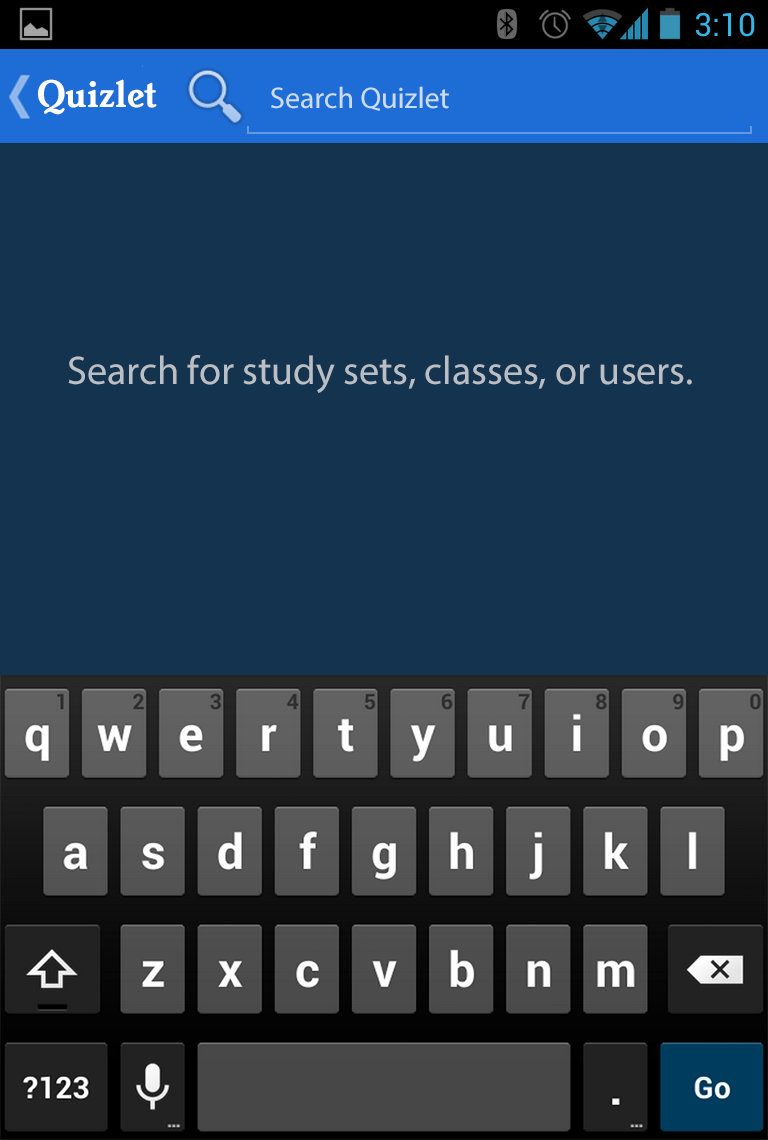 3:10
Quizlet Search Quizlet
Search for study sets, classes, or users.
1 2 3 4 5 6 7 8 9 0
q w e r t y u i o p
a s d f g h j k l
z x c v b n m
?123 . ... Go